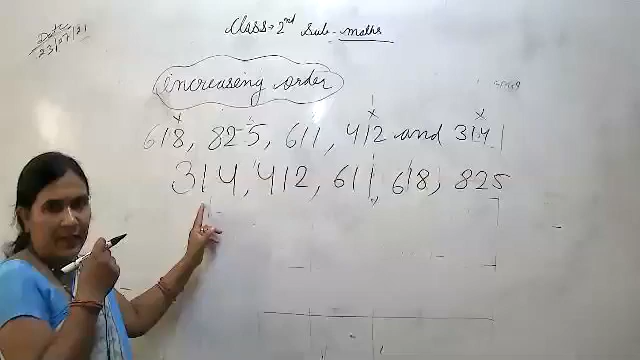 Date
23/07/21
Class → 2nd Sub - maths
increasing order
618, 825, 611, 412 and 314
314, 412, 611, 618, 825